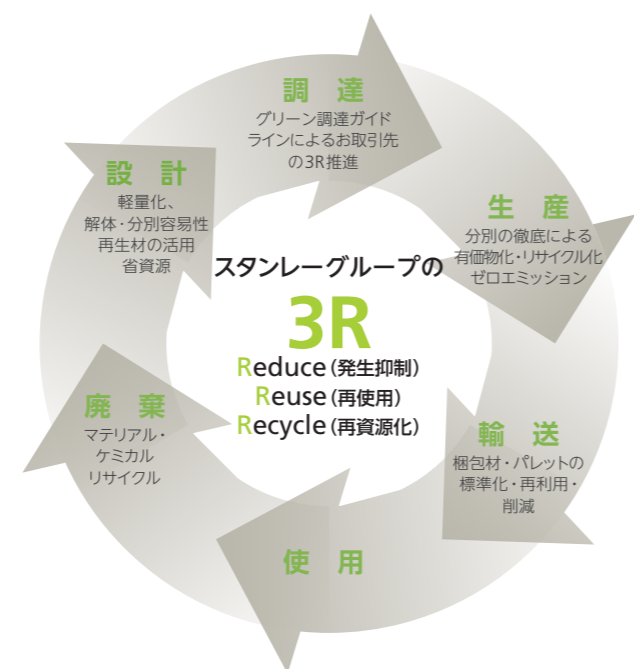 調 達
グリーン調達ガイド
ラインによるお取引先
の3R推進
生 産
分別の徹底による
有価物化・リサイクル化
ゼロエミッション
輸 送
梱包材・パレットの
標準化・再利用・
削減
使 用
廃 棄
マテリアル・
ケミカル
リサイクル
設 計
軽量化、
解体・分別容易性
再生材の活用
省資源
スタンレーグループの
3R
Reduce(発生抑制)
Reuse(再使用)
Recycle(再資源化)